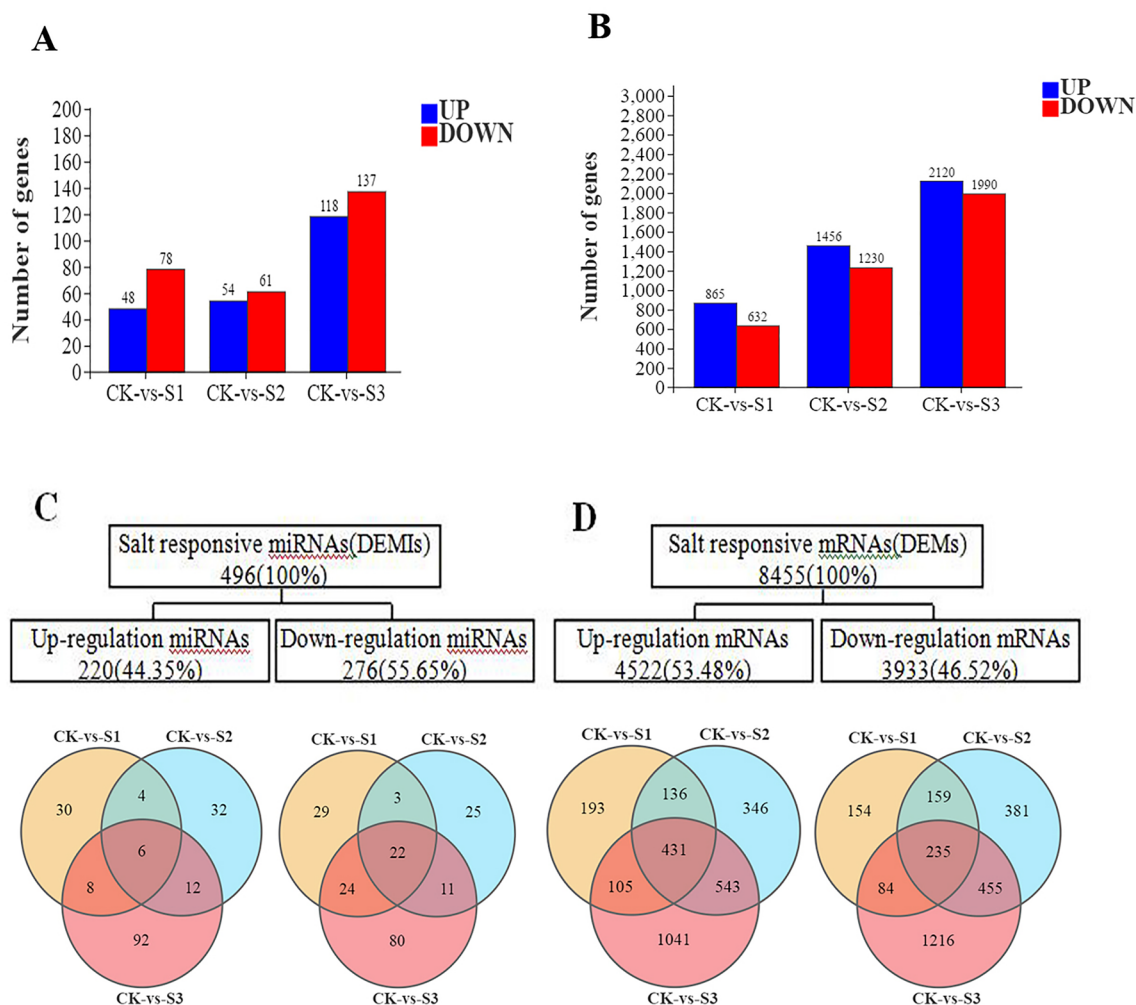 A
Number of genes
200
180
160
140
120
100
80
60
40
20
0
48
78
54
61
118
137
CK-vs-S1
CK-vs-S2
CK-vs-S3
UP
DOWN
B
Number of genes
3,000
2,800
2,600
2,400
2,200
2,000
1,800
1,600
1,400
1,200
1,000
800
600
400
200
0
865
632
1456
1230
2120
1990
CK-vs-S1
CK-vs-S2
CK-vs-S3
UP
DOWN
C
Salt responsive miRNAs(DEMIs)
496(100%)
Up-regulation miRNAs
220(44.35%)
Down-regulation miRNAs
276(55.65%)
CK-vs-S1
CK-vs-S2
30
4
32
6
8
12
92
CK-vs-S3
CK-vs-S1
CK-vs-S2
29
3
25
22
24
11
80
CK-vs-S3
D
Salt responsive mRNAs(DEMs)
8455(100%)
Up-regulation mRNAs
4522(53.48%)
Down-regulation mRNAs
3933(46.52%)
CK-vs-S1
CK-vs-S2
193
136
346
431
105
543
1041
CK-vs-S3
CK-vs-S1
CK-vs-S2
154
159
381
235
84
455
1216
CK-vs-S3